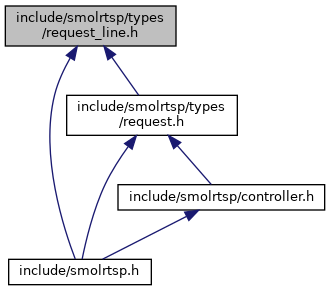 include/smolrtsp/types
/request_line.h
include/smolrtsp/types
/request.h
include/smolrtsp/controller.h
include/smolrtsp.h